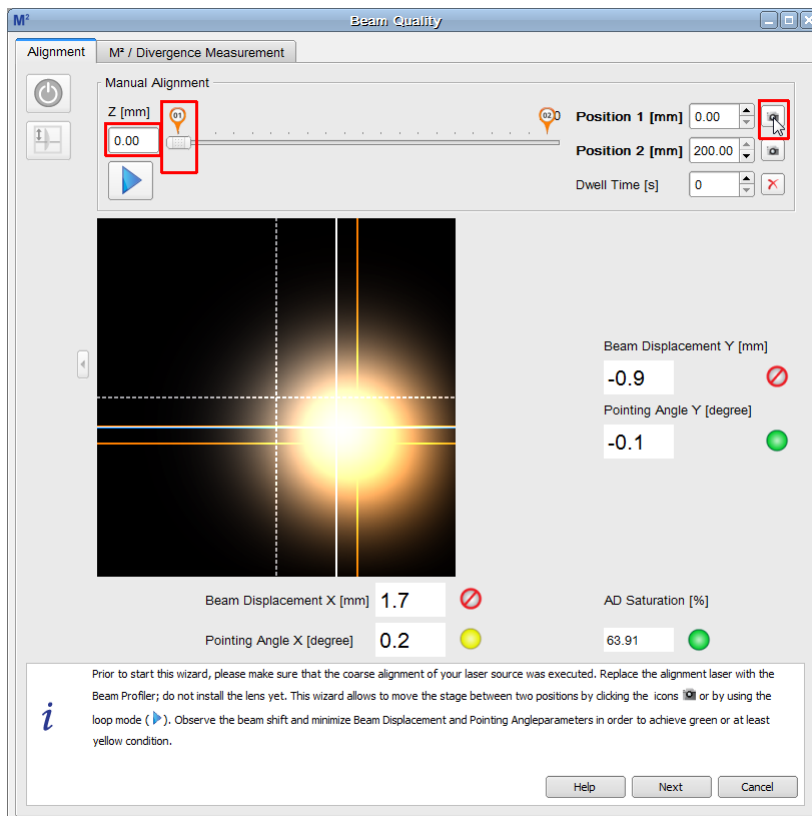 M² Beam Quality
Alignment M² / Divergence Measurement
Manual Alignment
Z [mm] 01 02 0 Position 1 [mm] 0.00
0.00 Position 2 [mm] 200.00
Dwell Time [s] 0
Beam Displacement Y [mm]
-0.9
Pointing Angle Y [degree]
-0.1
Beam Displacement X [mm] 1.7 AD Saturation [%]
Pointing Angle X [degree] 0.2 63.91
Prior to start this wizard, please make sure that the coarse alignment of your laser source was executed. Replace the alignment laser with the
Beam Profiler; do not install the lens yet. This wizard allows to move the stage between two positions by clicking the icons or by using the
loop mode ( ). Observe the beam shift and minimize Beam Displacement and Pointing Angleparameters in order to achieve green or at least
yellow condition.
i
Help Next Cancel